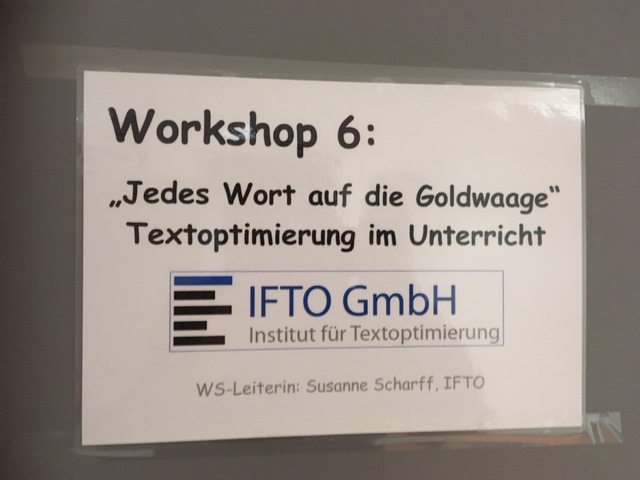 Workshop 6:
„Jedes Wort auf die Goldwaage“
Textoptimierung im Unterricht
IFTO GmbH
Institut für Textoptimierung
WS-Leiterin: Susanne Scharff, IFTO